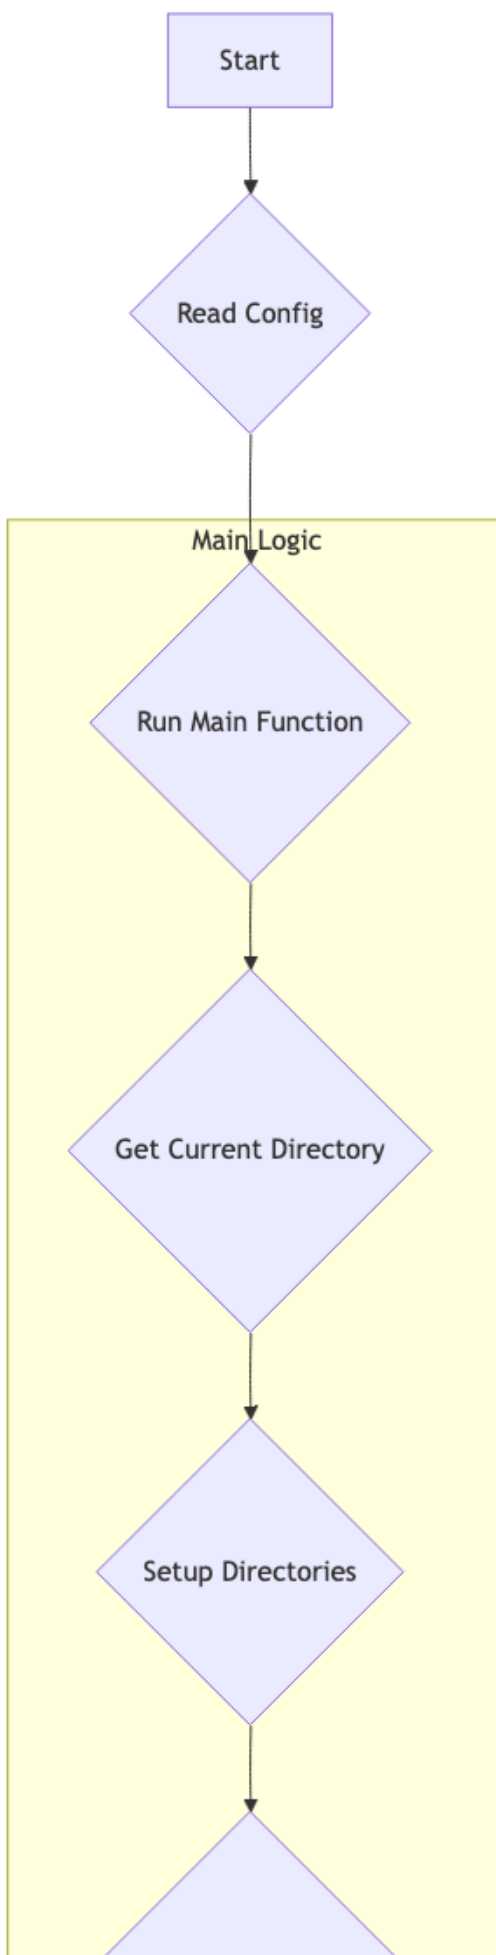 Start
Read Config
Main Logic
Run Main Function
Get Current Directory
Setup Directories